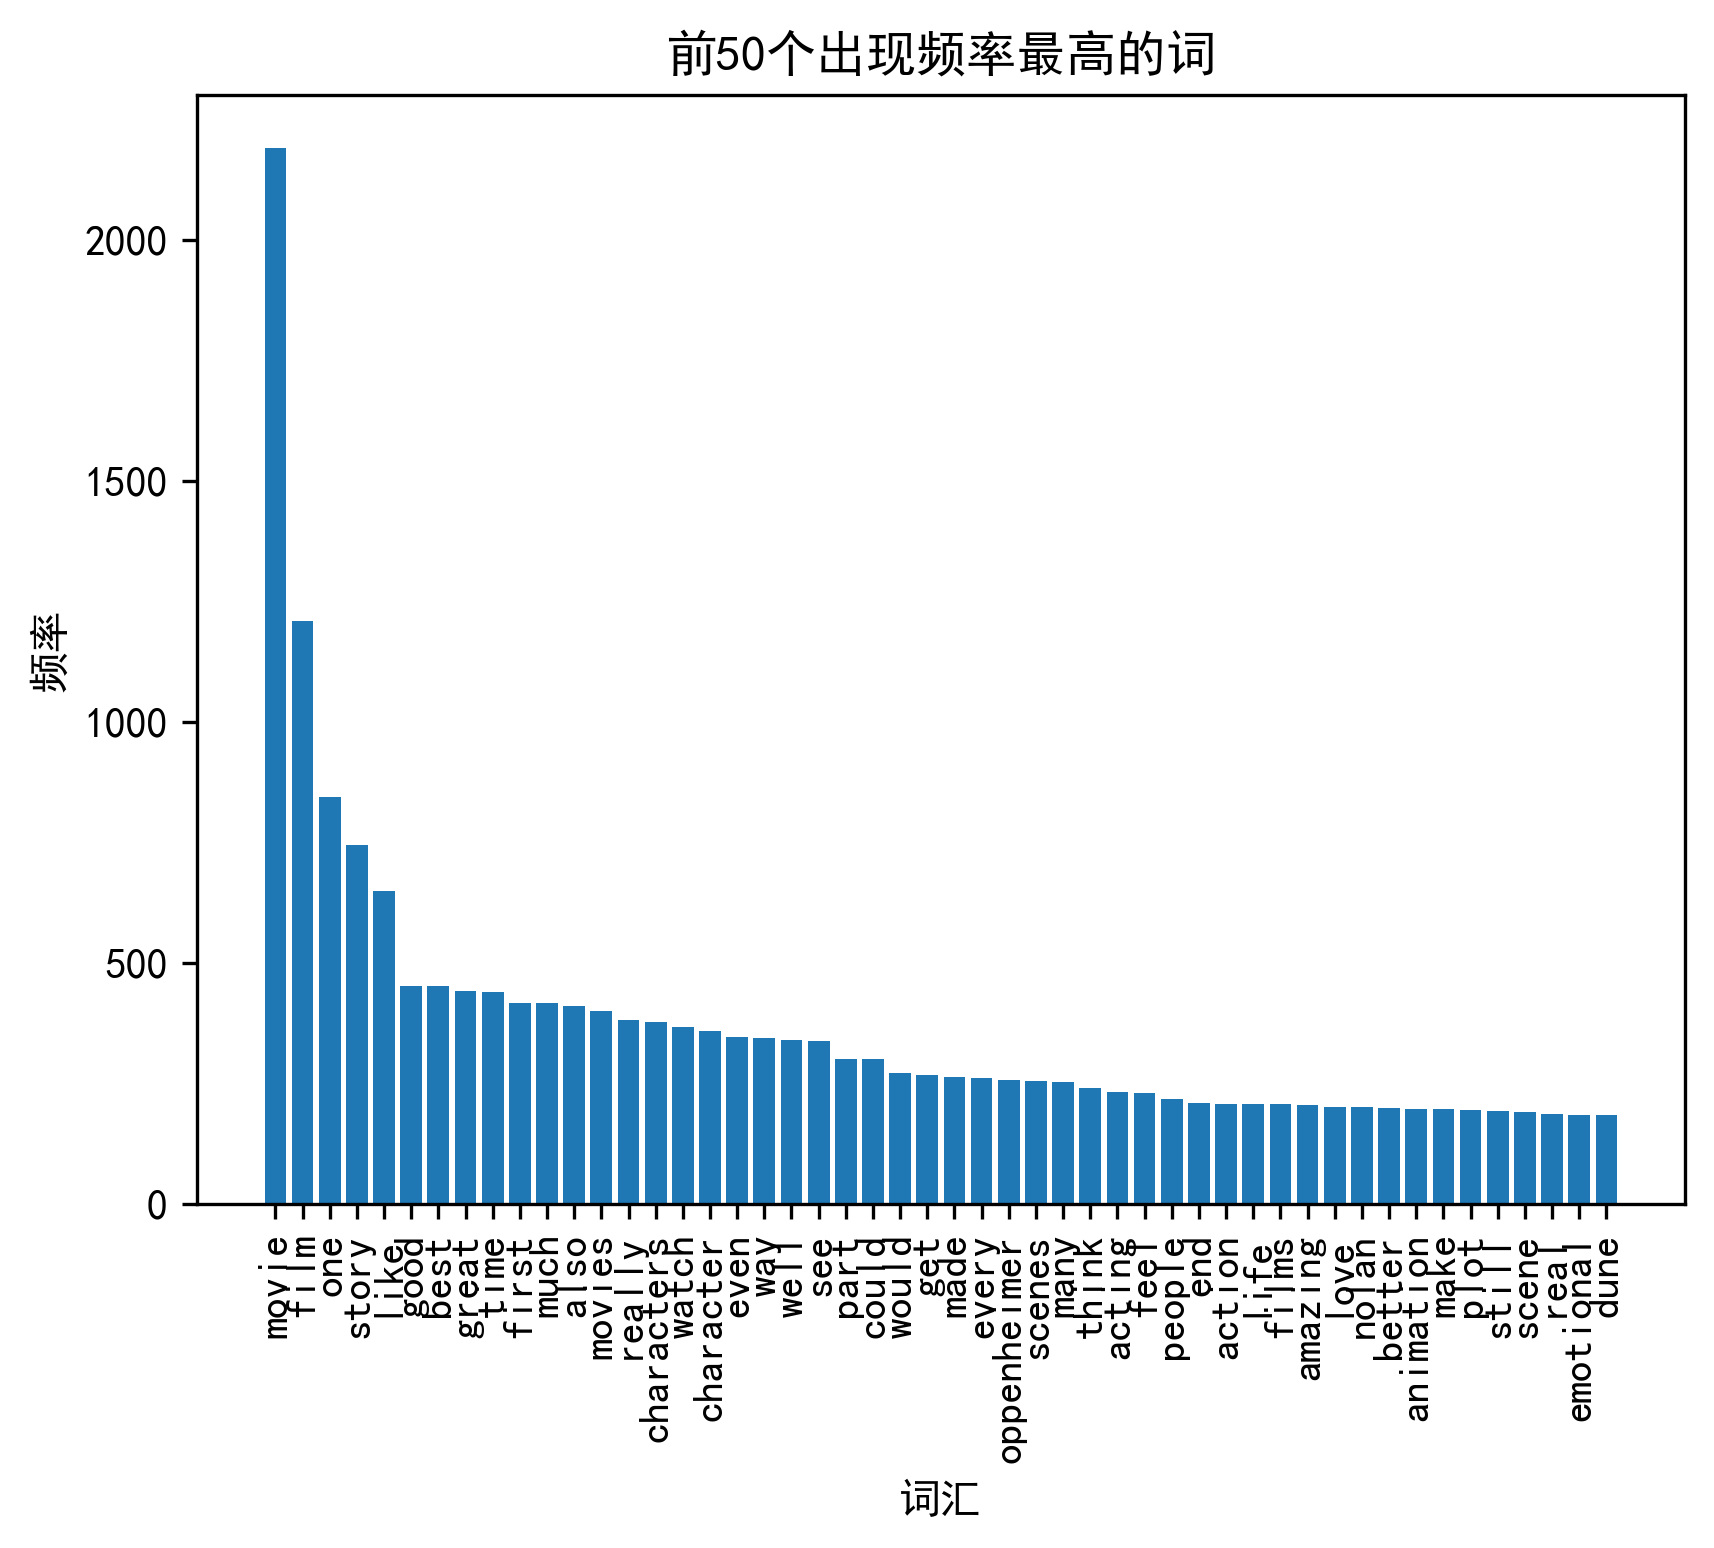 前50个出现频率最高的词
频率
2000
1500
1000
500
0
movie
film
one
story
like
good
best
great
time
first
much
also
movies
really
characters
watch
character
even
way
well
see
part
could
would
get
made
every
oppenheimer
scenes
many
think
acting
feel
people
end
action
life
films
amazing
love
nolan
better
animation
make
plot
still
scene
real
emotional
dune
词汇